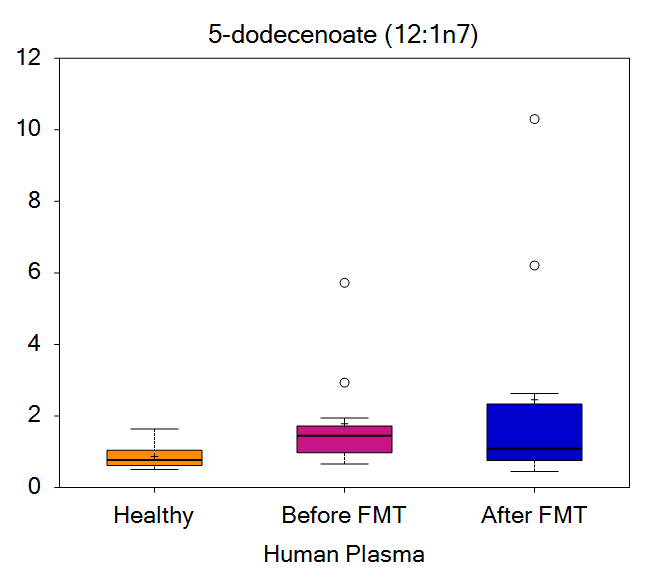 5-dodecenoate (12:1n7)
12
10
8
6
4
2
0
Healthy Before FMT After FMT
Human Plasma